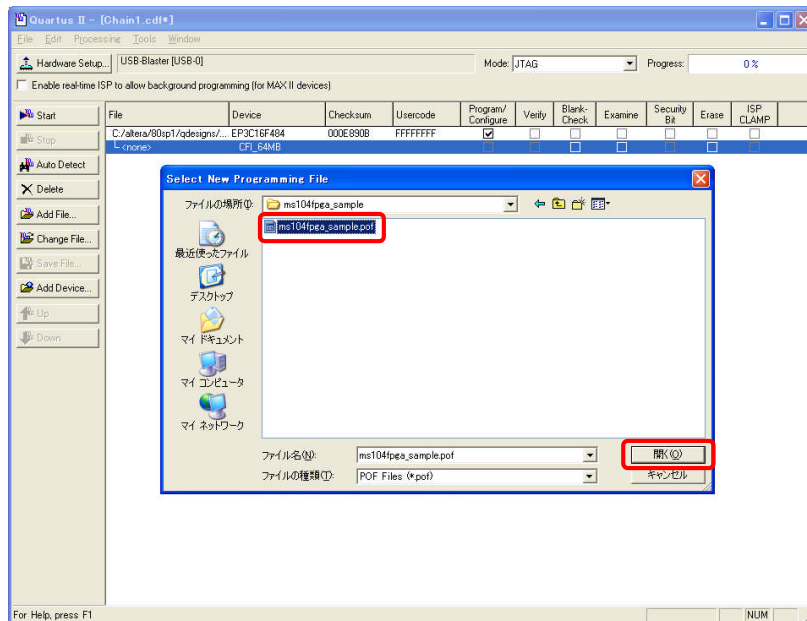 Quartus II - [Chain1.cdf*]
File Edit Processing Tools Window
Hardware Setup... USB-Blaster [USB-0] Mode: JTAG Progress: 0 %
Enable real-time ISP to allow background programming (for MAX II devices)
Start
Stop
Auto Detect
Delete
Add File...
Change File...
Save File...
Add Device...
Up
Down
File Device Checksum Usercode Program/Configure Verify Blank-Check Examine Security Bit Erase ISP CLAMP
C:/altera/80sp1/qdesigns/... EP3C16F484 000E890B FFFFFFFF
<none> CFI_64MB
Select New Programming File
ファイルの場所(I): ms104fpga_sample
ms104fpga_sample.pof
最近使ったファイル
デスクトップ
マイ ドキュメント
マイ コンピュータ
マイ ネットワーク
ファイル名(N): ms104fpga_sample.pof 開く(O)
ファイルの種類(T): POF Files (*.pof) キャンセル
For Help, press F1 NUM